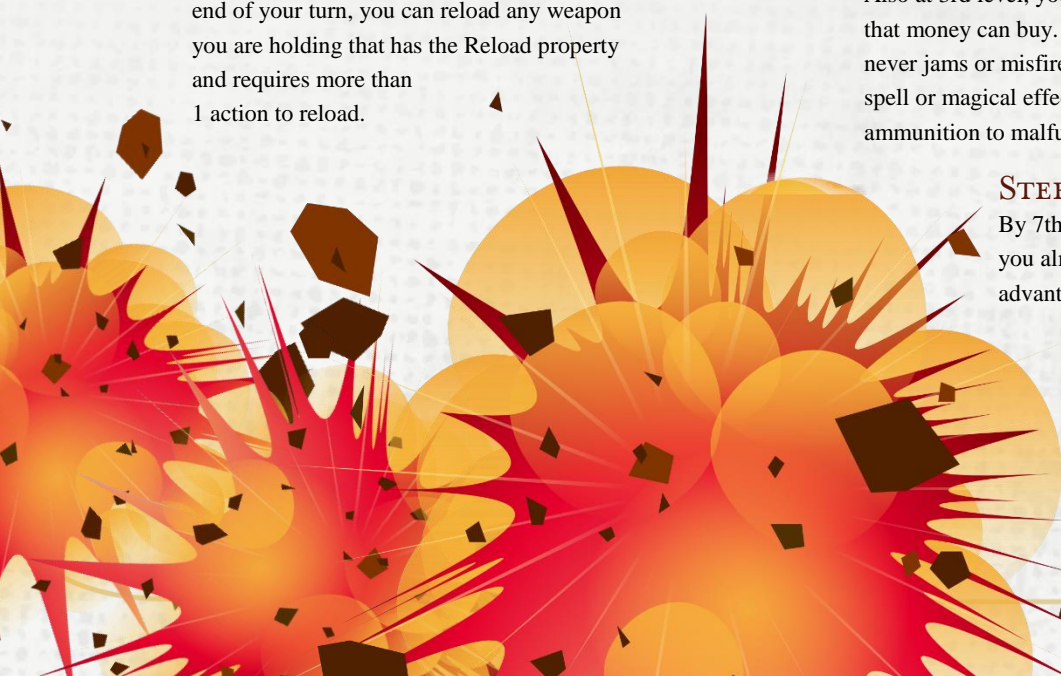 end of your turn, you can reload any weapon
you are holding that has the Reload property
and requires more than
1 action to reload.
that money can buy.
never jams or misfire
spell or magical effe
ammunition to malfu
By 7th
you
advant